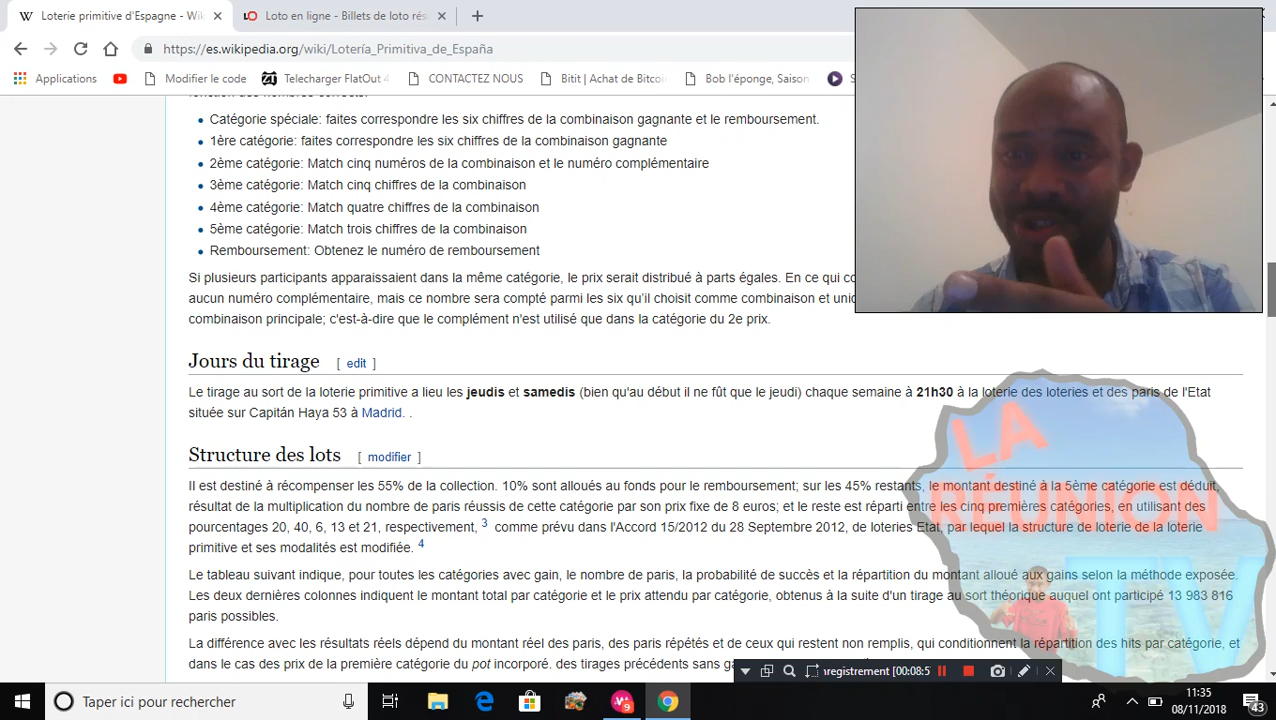 Loterie primitive d'Espagne - Wi
Loto en ligne - Billets de loto rés
https://es.wikipedia.org/wiki/Lotería_Primitiva_de_España
Applications
Modifier le code
Telecharger FlatOut 4
CONTACTEZ NOUS
Bitit | Achat de Bitcoi
Bob l'éponge, Saison
Catégorie spéciale: faites correspondre les six chiffres de la combinaison gagnante et le remboursement.
1ère catégorie: faites correspondre les six chiffres de la combinaison gagnante
2ème catégorie: Match cinq numéros de la combinaison et le numéro complémentaire
3ème catégorie: Match cinq chiffres de la combinaison
4ème catégorie: Match quatre chiffres de la combinaison
5ème catégorie: Match trois chiffres de la combinaison
Remboursement: Obtenez le numéro de remboursement
Si plusieurs participants apparaissaient dans la même catégorie, le prix serait distribué à parts égales. En ce qui co
aucun numéro complémentaire, mais ce nombre sera compté parmi les six qu'il choisit comme combinaison et unic
combinaison principale; c'est-à-dire que le complément n'est utilisé que dans la catégorie du 2e prix.
Jours du tirage [ edit ]
Le tirage au sort de la loterie primitive a lieu les jeudis et samedis (bien qu'au début il ne fût que le jeudi) chaque semaine à 21h30 à la loterie des loteries et des paris de l'Etat
située sur Capitán Haya 53 à Madrid. .
Structure des lots [ modifier ]
Il est destiné à récompenser les 55% de la collection. 10% sont alloués au fonds pour le remboursement; sur les 45% restants, le montant destiné à la 5ème catégorie est déduit,
résultat de la multiplication du nombre de paris réussis de cette catégorie par son prix fixe de 8 euros; et le reste est réparti entre les cinq premières catégories, en utilisant des
pourcentages 20, 40, 6, 13 et 21, respectivement, 3 comme prévu dans l'Accord 15/2012 du 28 Septembre 2012, de loteries Etat, par lequel la structure de loterie de la loterie
primitive et ses modalités est modifiée. 4
Le tableau suivant indique, pour toutes les catégories avec gain, le nombre de paris, la probabilité de succès et la répartition du montant alloué aux gains selon la méthode exposée.
Les deux dernières colonnes indiquent le montant total par catégorie et le prix attendu par catégorie, obtenus à la suite d'un tirage au sort théorique auquel ont participé 13 983 816
paris possibles.
La différence avec les résultats réels dépend du montant réel des paris, des paris répétés et de ceux qui restent non remplis, qui conditionnent la répartition des hits par catégorie, et
dans le cas des prix de la première catégorie du pot incorporé. des tirages précédents sans ga
LA
RÉUNION
TV
nregistrement [00:08:5
Taper ici pour rechercher
9
11:35
08/11/2018
43